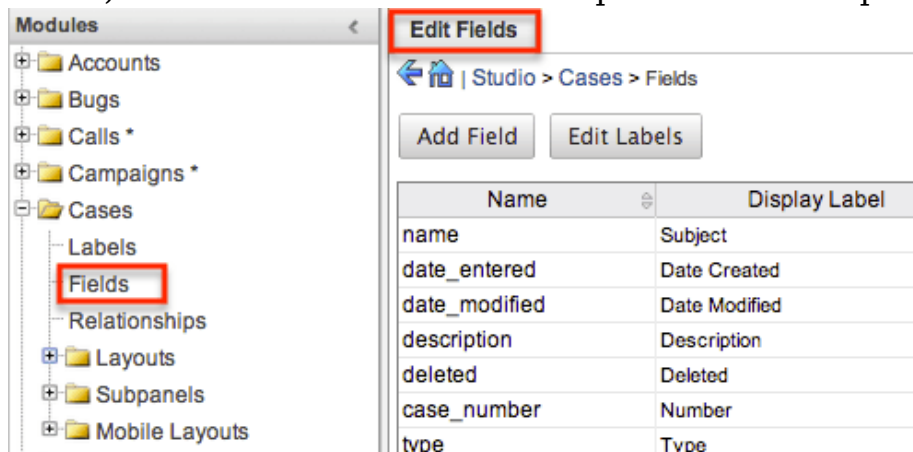 Modules <
Accounts
Bugs
Calls *
Campaigns *
Cases
Labels
Fields
Relationships
Layouts
Subpanels
Mobile Layouts
Edit Fields
| Studio > Cases > Fields
Add Field Edit Labels
Name Display Label
name Subject
date_entered Date Created
date_modified Date Modified
description Description
deleted Deleted
case_number Number
type Type